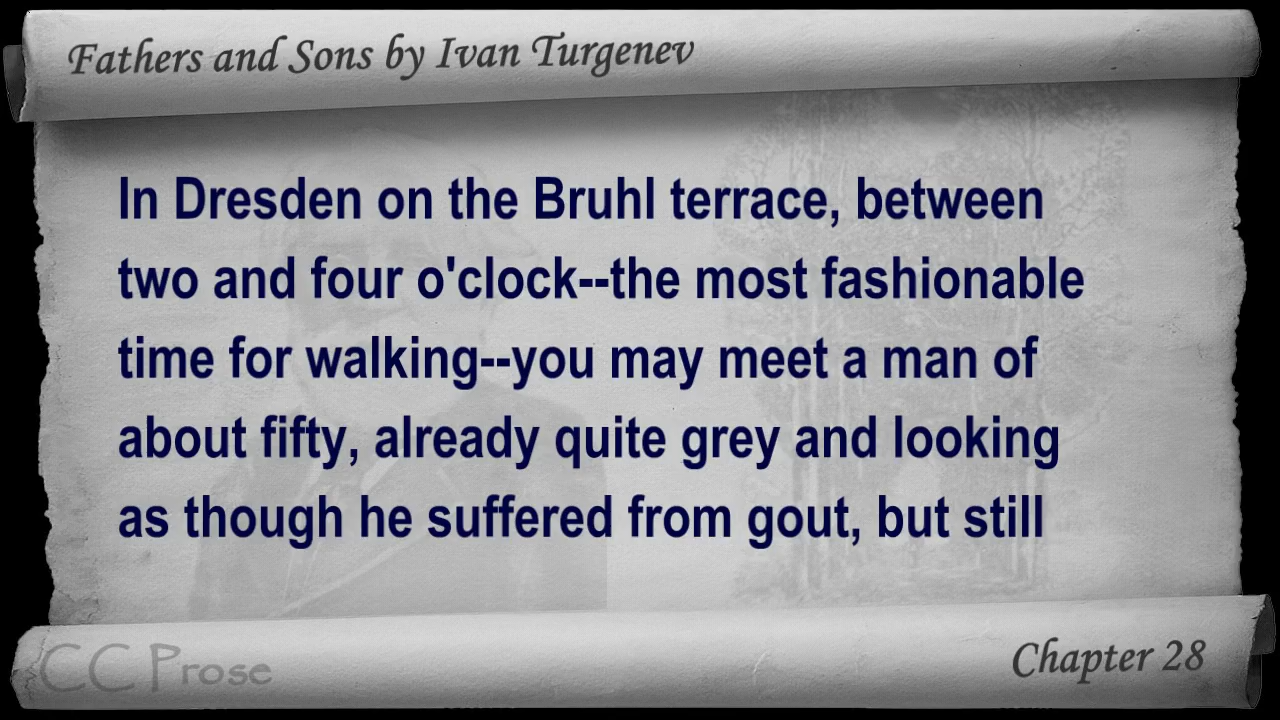 Fathers and Sons by Ivan Turgenev
In Dresden on the Bruhl terrace, between
two and four o'clock--the most fashionable
time for walking--you may meet a man of
about fifty, already quite grey and looking
as though he suffered from gout, but still
CC Prose
Chapter 28